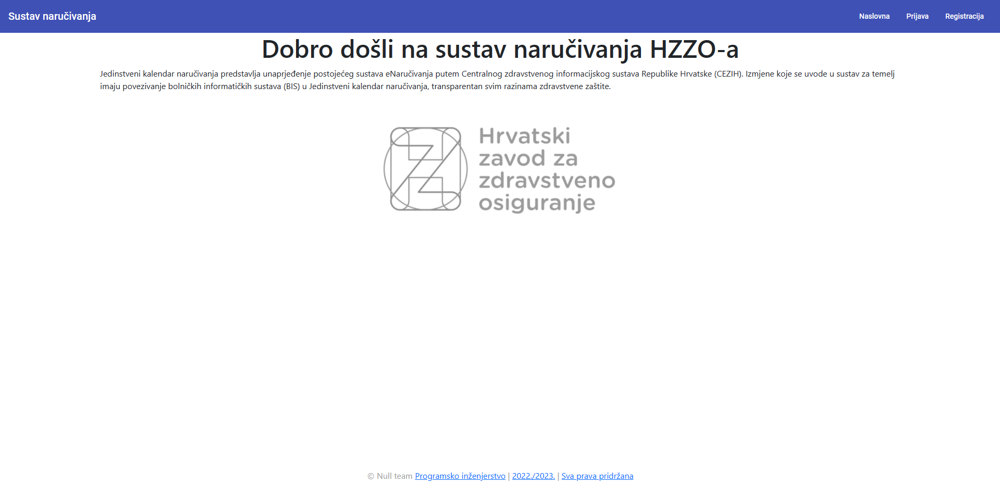 Sustav naručivanja
Naslovna Prijava Registracija
Dobro došli na sustav naručivanja HZZO-a
Jedinstveni kalendar naručivanja predstavlja unaprjeđenje postojećeg sustava eNaručivanja putem Centralnog zdravstvenog informacijskog sustava Republike Hrvatske (CEZIH). Izmjene koje se uvode u sustav za temelj
imaju povezivanje bolničkih informatičkih sustava (BIS) u Jedinstveni kalendar naručivanja, transparentan svim razinama zdravstvene zaštite.
Hrvatski
zavod za
zdravstveno
osiguranje
© Null team Programsko inženjerstvo | 2022./2023. | Sva prava pridržana